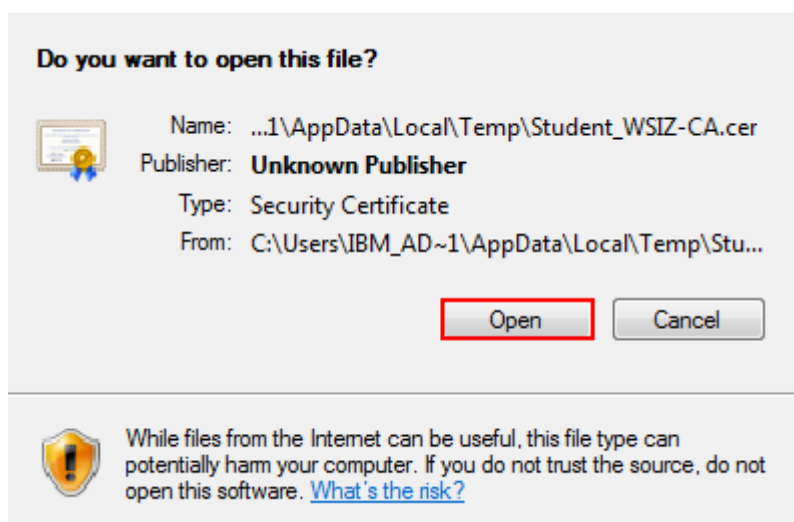 Do you want to open this file?
Name: ...1\AppData\Local\Temp\Student_WSIZ-CA.cer
Publisher: Unknown Publisher
Type: Security Certificate
From: C:\Users\IBM_AD~1\AppData\Local\Temp\Stu...
Open Cancel
While files from the Internet can be useful, this file type can
potentially harm your computer. If you do not trust the source, do not
open this software. What's the risk?